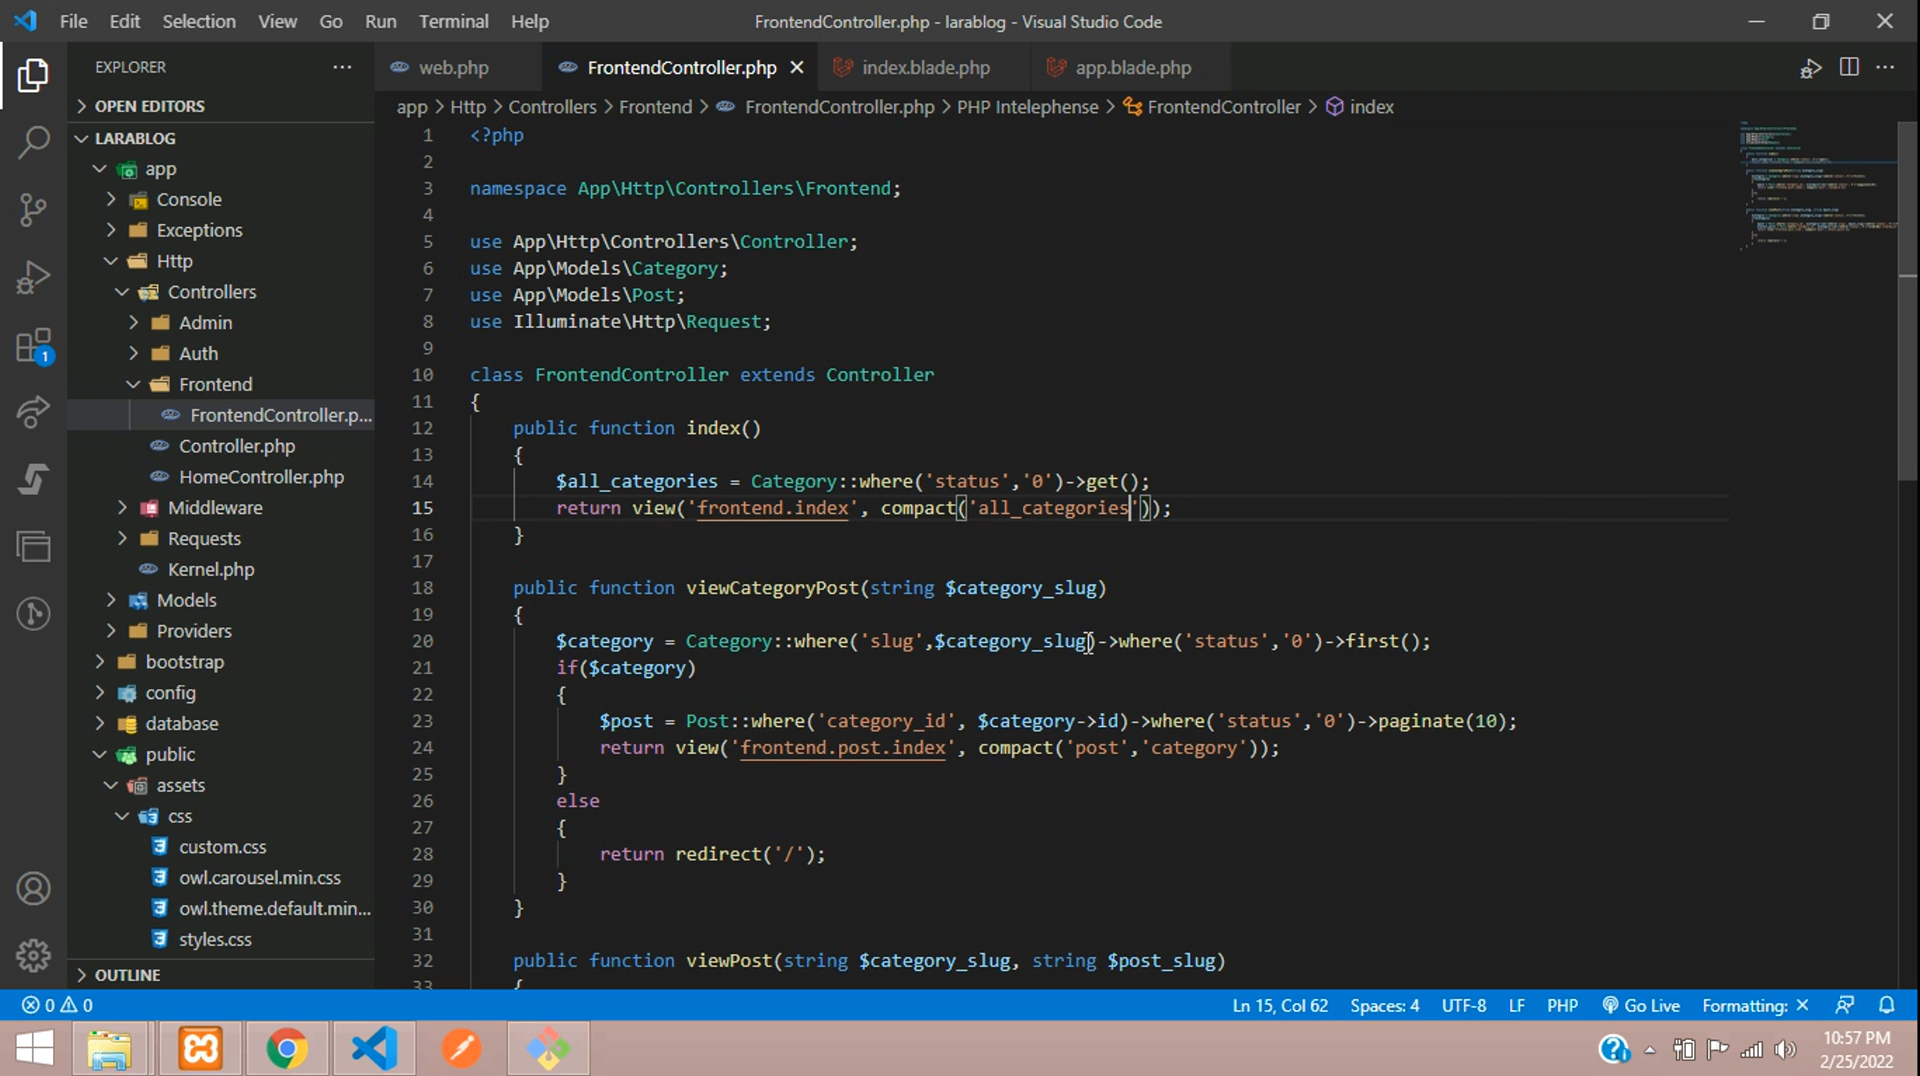 File Edit Selection View Go Run Terminal Help
FrontendController.php - larablog - Visual Studio Code
EXPLORER
web.php
FrontendController.php
index.blade.php
app.blade.php
app > Http > Controllers > Frontend > FrontendController.php > PHP Intelephense > FrontendController > index
OPEN EDITORS
LARABLOG
app
Console
Exceptions
Http
Controllers
Admin
Auth
Frontend
FrontendController.p...
Controller.php
HomeController.php
Middleware
Requests
Kernel.php
Models
Providers
bootstrap
config
database
public
assets
css
custom.css
owl.carousel.min.css
owl.theme.default.min...
styles.css
OUTLINE
1 <?php
2
3 namespace App\Http\Controllers\Frontend;
4
5 use App\Http\Controllers\Controller;
6 use App\Models\Category;
7 use App\Models\Post;
8 use Illuminate\Http\Request;
9
10 class FrontendController extends Controller
11 {
12 public function index()
13 {
14 $all_categories = Category::where('status','0')->get();
15 return view('frontend.index', compact('all_categories'));
16 }
17
18 public function viewCategoryPost(string $category_slug)
19 {
20 $category = Category::where('slug',$category_slug)->where('status','0')->first();
21 if($category)
22 {
23 $post = Post::where('category_id', $category->id)->where('status','0')->paginate(10);
24 return view('frontend.post.index', compact('post','category'));
25 }
26 else
27 {
28 return redirect('/');
29 }
30 }
31
32 public function viewPost(string $category_slug, string $post_slug)
33 {
1
0 0
Ln 15, Col 62 Spaces: 4 UTF-8 LF PHP Go Live Formatting: ×
10:57 PM
2/25/2022